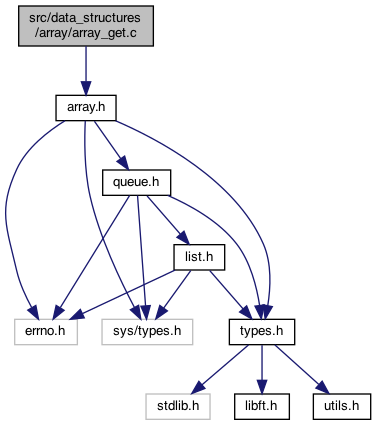 src/data_structures
/array/array_get.c
array.h
queue.h
list.h
errno.h
sys/types.h
types.h
stdlib.h
libft.h
utils.h